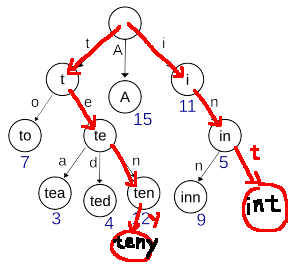 t A i
t A i
15 11
o e n
to te in t
7 5
a d n n
tea ted ten inn int
3 4 12 y 9
teny